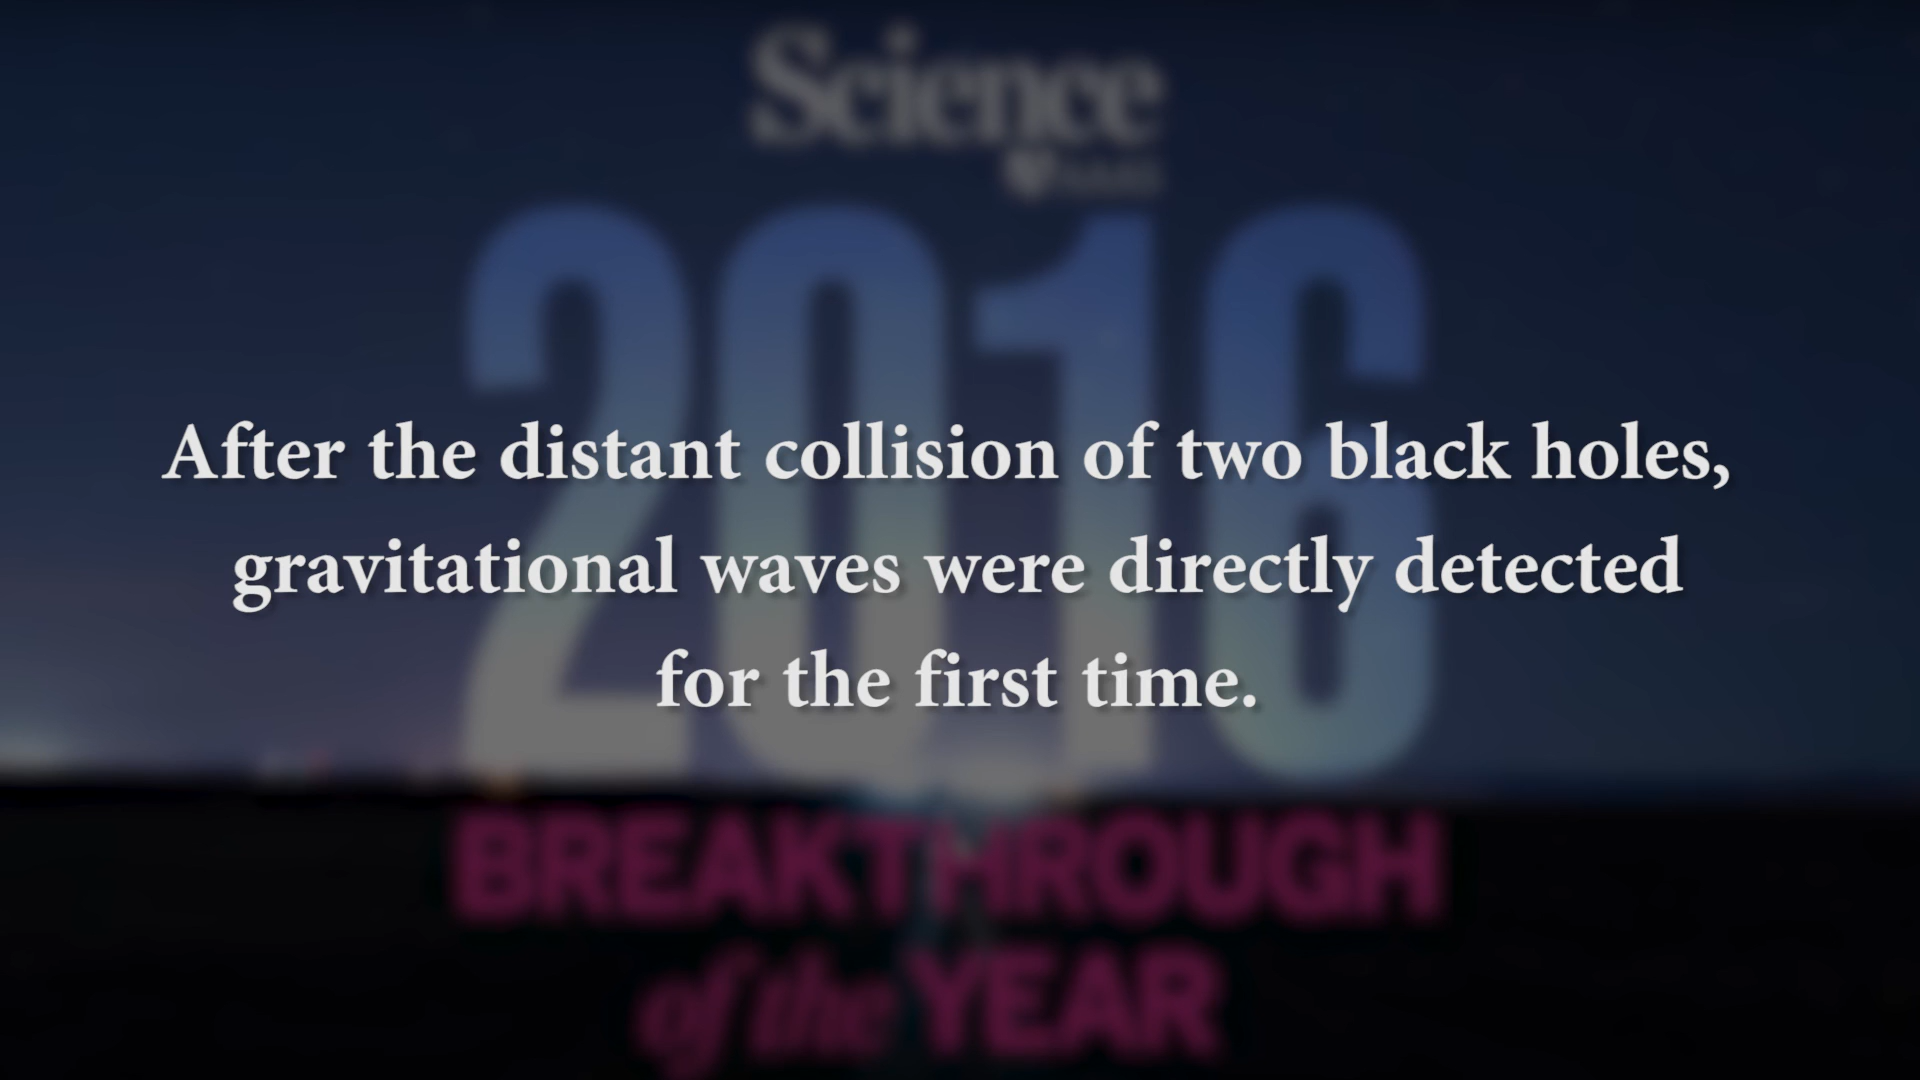 Science
AAAS
2016
After the distant collision of two black holes,
gravitational waves were directly detected
for the first time.
BREAKTHROUGH
of the YEAR